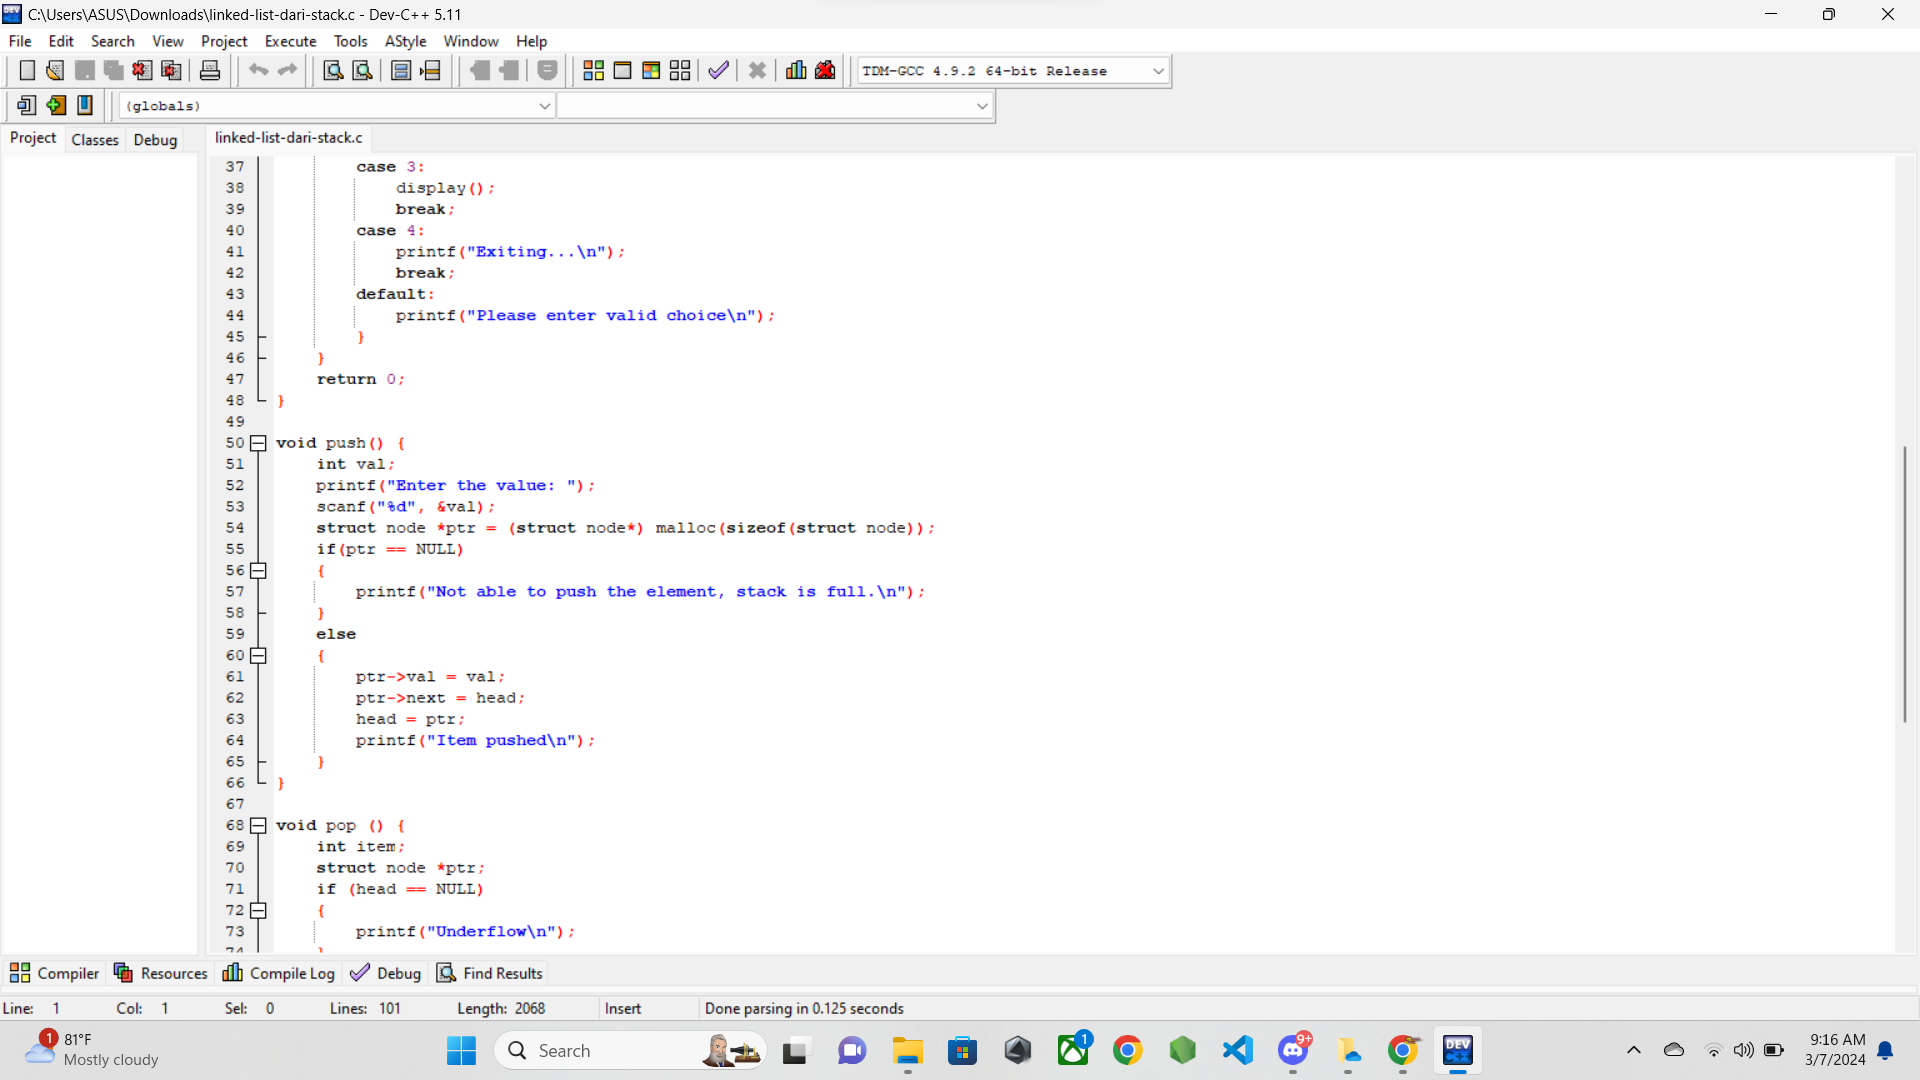 C:\Users\ASUS\Downloads\linked-list-dari-stack.c - Dev-C++ 5.11
File Edit Search View Project Execute Tools AStyle Window Help
TDM-GCC 4.9.2 64-bit Release
(globals)
Project Classes Debug linked-list-dari-stack.c
37 case 3:
38 display();
39 break;
40 case 4:
41 printf("Exiting...\n");
42 break;
43 default:
44 printf("Please enter valid choice\n");
45 }
46 }
47 return 0;
48 }
49
50 void push() {
51 int val;
52 printf("Enter the value: ");
53 scanf("%d", &val);
54 struct node *ptr = (struct node*) malloc(sizeof(struct node));
55 if(ptr == NULL)
56 {
57 printf("Not able to push the element, stack is full.\n");
58 }
59 else
60 {
61 ptr->val = val;
62 ptr->next = head;
63 head = ptr;
64 printf("Item pushed\n");
65 }
66 }
67
68 void pop () {
69 int item;
70 struct node *ptr;
71 if (head == NULL)
72 {
73 printf("Underflow\n");
74 }
Compiler Resources Compile Log Debug Find Results
Line: 1 Col: 1 Sel: 0 Lines: 101 Length: 2068 Insert Done parsing in 0.125 seconds
1 81°F
Mostly cloudy
Search
1
9+
DEV C++
9:16 AM
3/7/2024